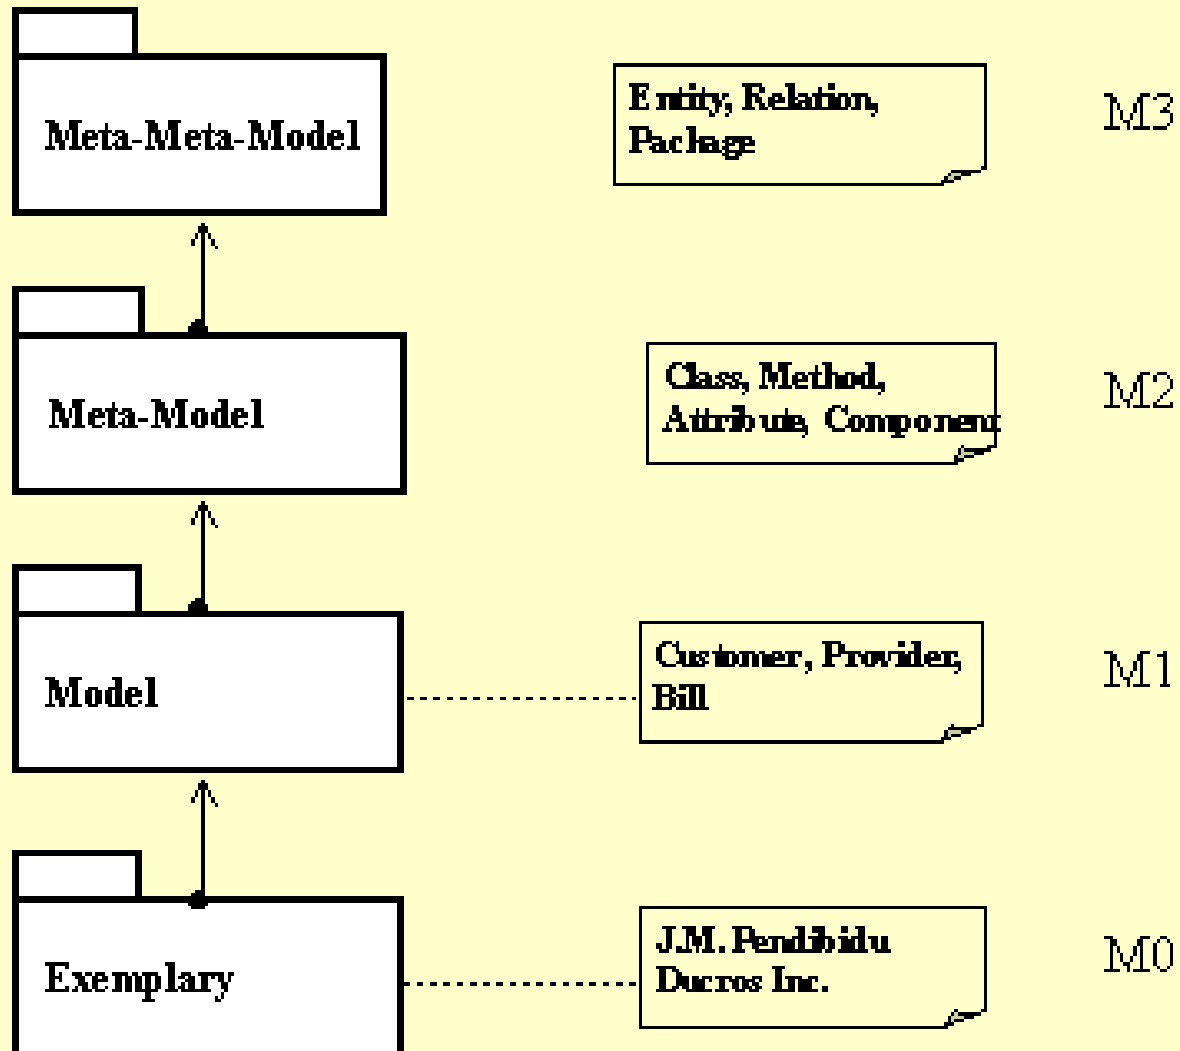 Meta-Meta-Model
Entity, Relation,
Package
M3
Meta-Model
Class, Method,
Attribute, Component
M2
Model
Customer, Provider,
Bill
M1
Exemplary
J.M. Pendibidu
Ducros Inc.
M0